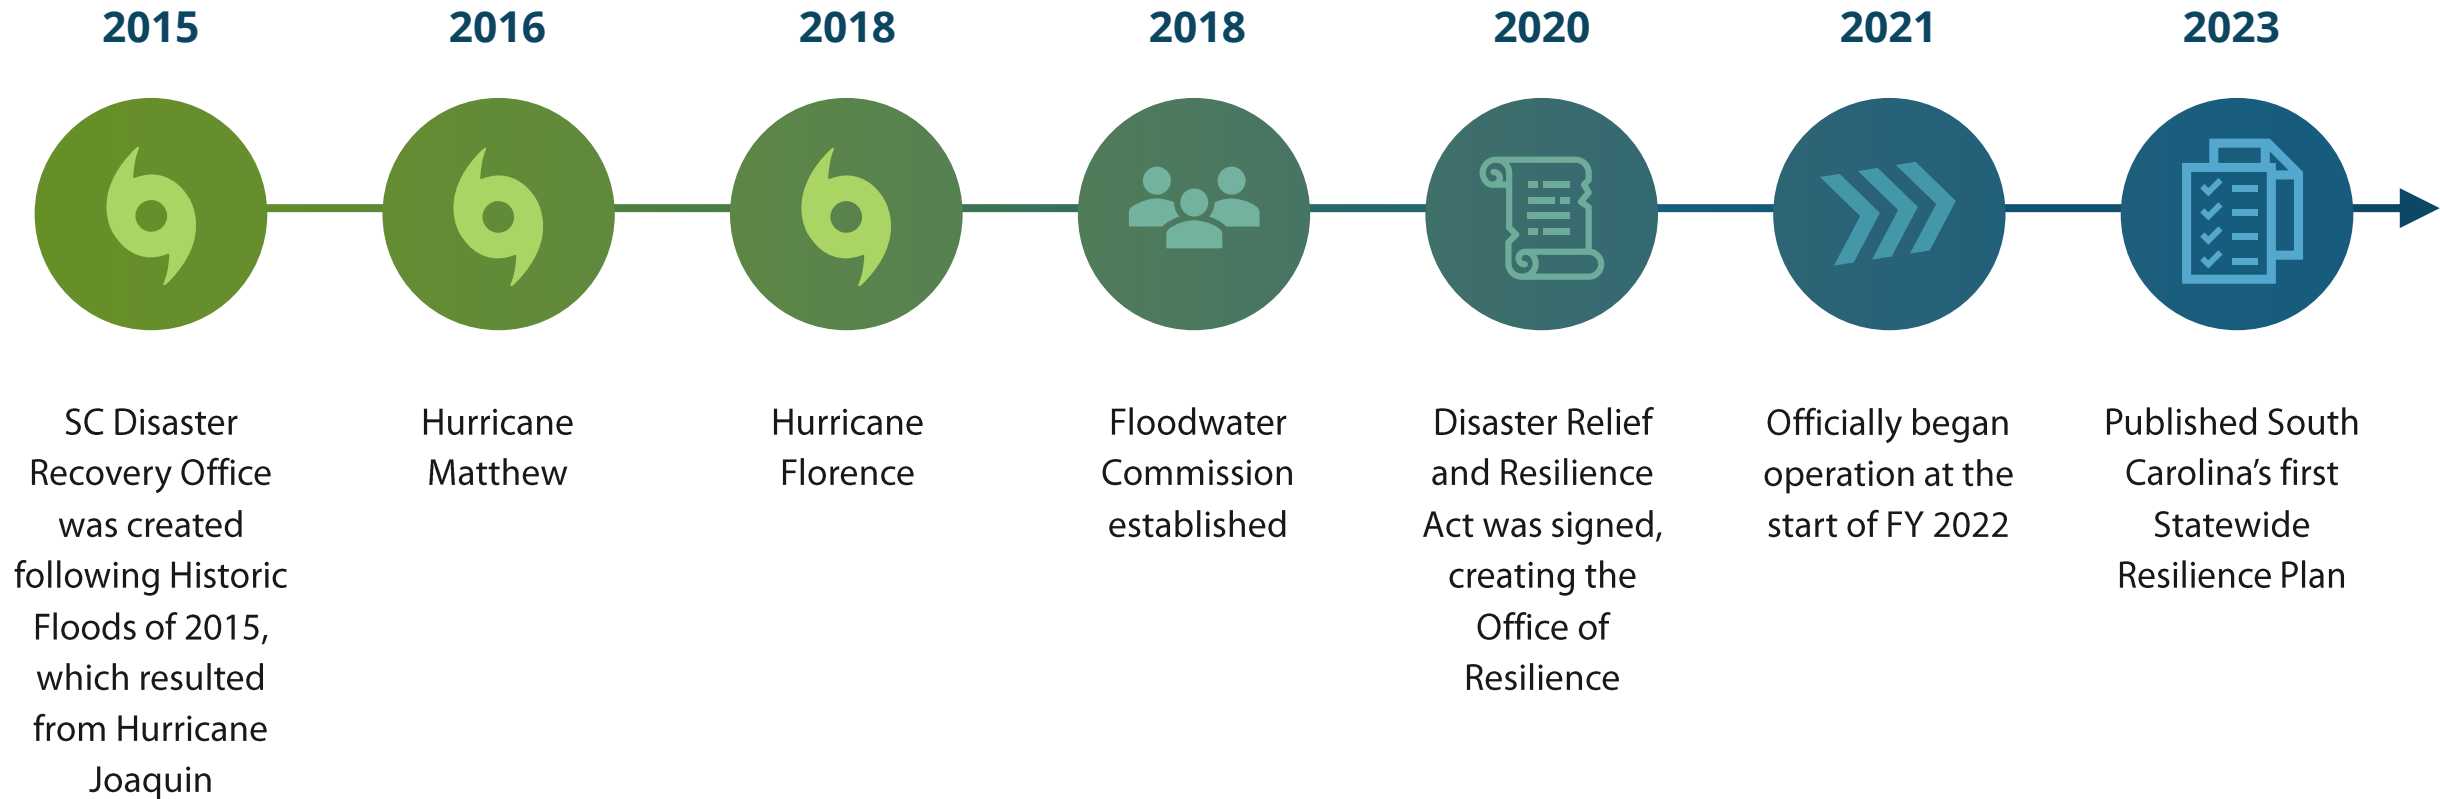 2015
SC Disaster
Recovery Office
was created
following Historic
Floods of 2015,
which resulted
from Hurricane
Joaquin
2016
Hurricane
Matthew
2018
Hurricane
Florence
2018
Floodwater
Commission
established
2020
Disaster Relief
and Resilience
Act was signed,
creating the
Office of
Resilience
2021
Officially began
operation at the
start of FY 2022
2023
Published South
Carolina’s first
Statewide
Resilience Plan